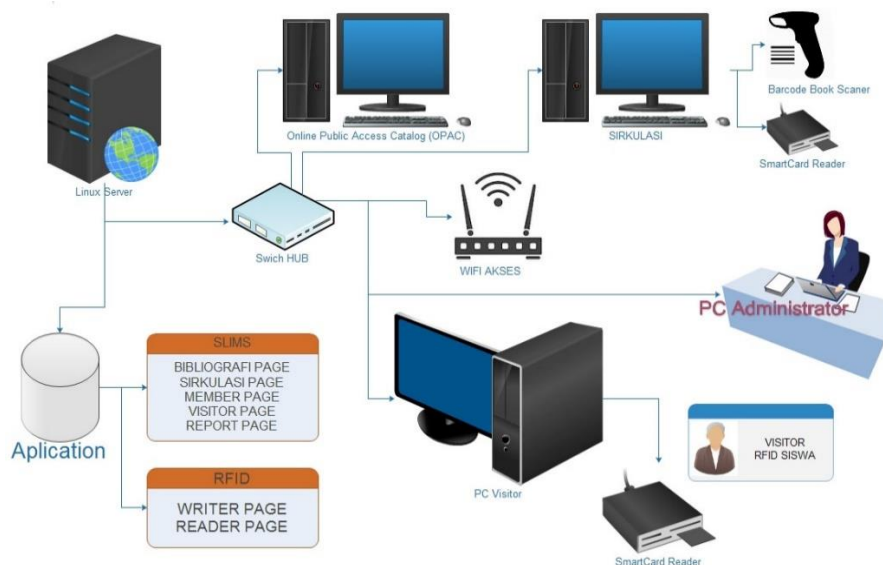 Linux Server
Online Public Access Catalog (OPAC)
SIRKULASI
Barcode Book Scaner
SmartCard Reader
Swich HUB
WIFI AKSES
PC Administrator
Aplication
SLIMS
BIBLIOGRAFI PAGE
SIRKULASI PAGE
MEMBER PAGE
VISITOR PAGE
REPORT PAGE
RFID
WRITER PAGE
READER PAGE
PC Visitor
VISITOR
RFID SISWA
SmartCard Reader